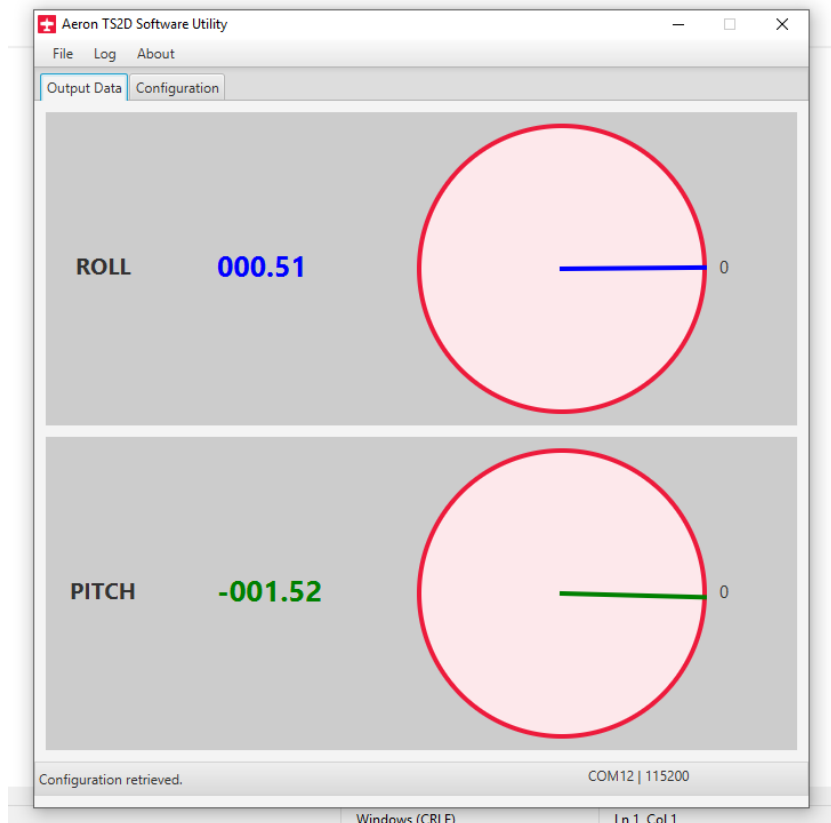 Aeron TS2D Software Utility
File Log About
Output Data Configuration
ROLL 000.51 0
PITCH -001.52 0
Configuration retrieved. COM12 | 115200
Windows (CRLF) Ln 1, Col 1